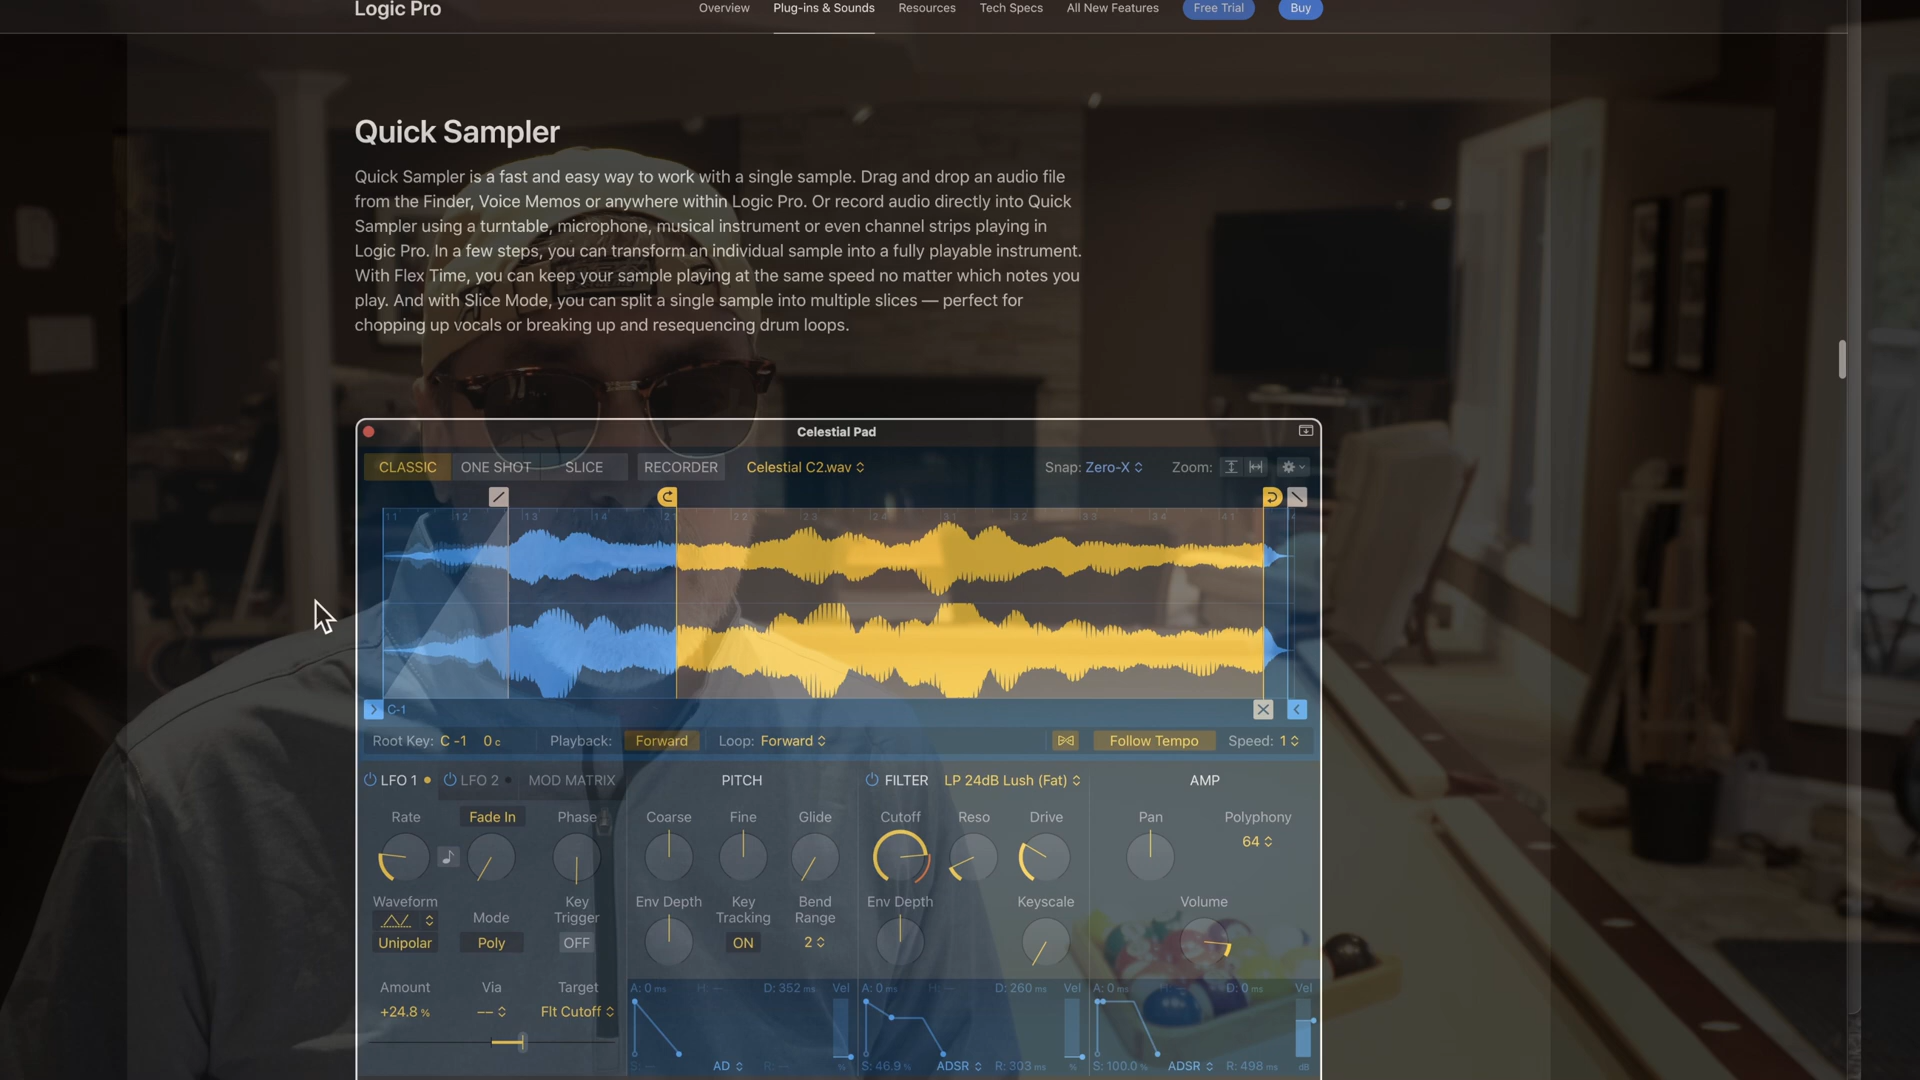 Logic Pro
Overview Plug-ins & Sounds Resources Tech Specs All New Features Free Trial Buy
Quick Sampler
Quick Sampler is a fast and easy way to work with a single sample. Drag and drop an audio file
from the Finder, Voice Memos or anywhere within Logic Pro. Or record audio directly into Quick
Sampler using a turntable, microphone, musical instrument or even channel strips playing in
Logic Pro. In a few steps, you can transform an individual sample into a fully playable instrument.
With Flex Time, you can keep your sample playing at the same speed no matter which notes you
play. And with Slice Mode, you can split a single sample into multiple slices — perfect for
chopping up vocals or breaking up and resequencing drum loops.
Celestial Pad
CLASSIC ONE SHOT SLICE RECORDER Celestial C2.wav Snap: Zero-X Zoom:
C-1
Root Key: C -1 0 c Playback: Forward Loop: Forward Follow Tempo Speed: 1
LFO 1 LFO 2 MOD MATRIX PITCH FILTER LP 24dB Lush (Fat) AMP
Rate Fade In Phase Coarse Fine Glide Cutoff Reso Drive Pan Polyphony
64
Waveform Mode Key Trigger Env Depth Key Tracking Bend Range Env Depth Keyscale Volume
Unipolar Poly OFF ON 2
Amount Via Target A: 0 ms H: — D: 352 ms Vel A: 0 ms H: — D: 260 ms Vel A: 0 ms D: 0 ms Vel
+24.8 % -- Flt Cutoff
S: — AD R: — % S: 46.9 % ADSR R: 303 ms % S: 100.0 % ADSR R: 498 ms dB